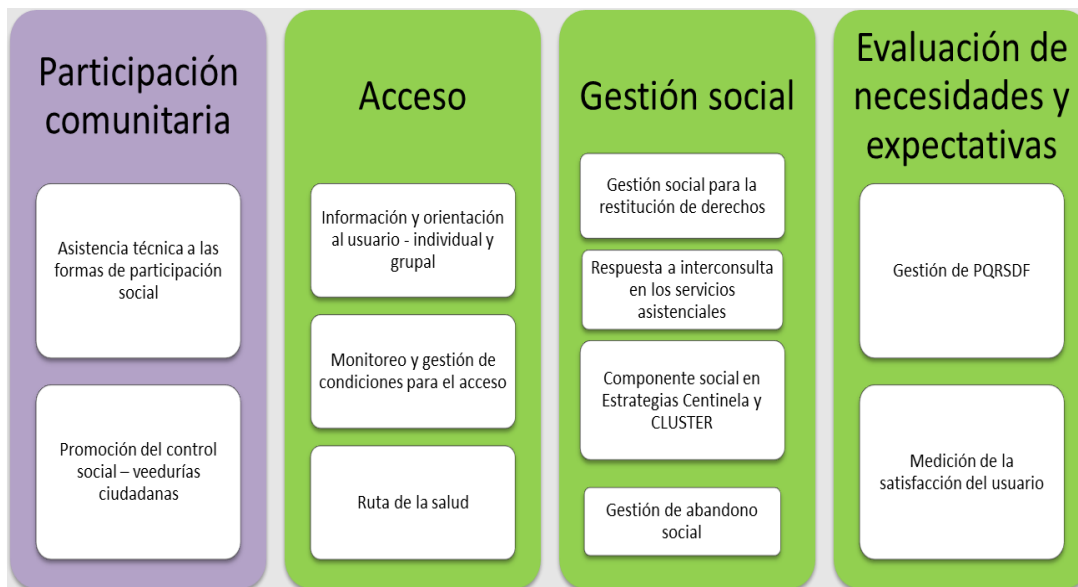 Participación
comunitaria
Asistencia técnica a las
formas de participación
social
Promoción del control
social – veedurías
ciudadanas
Acceso
Información y orientación
al usuario - individual y
grupal
Monitoreo y gestión de
condiciones para el acceso
Ruta de la salud
Gestión social
Gestión social para la
restitución de derechos
Respuesta a interconsulta
en los servicios
asistenciales
Componente social en
Estrategias Centinela y
CLUSTER
Gestión de abandono
social
Evaluación de
necesidades y
expectativas
Gestión de PQRSDF
Medición de la
satisfacción del usuario